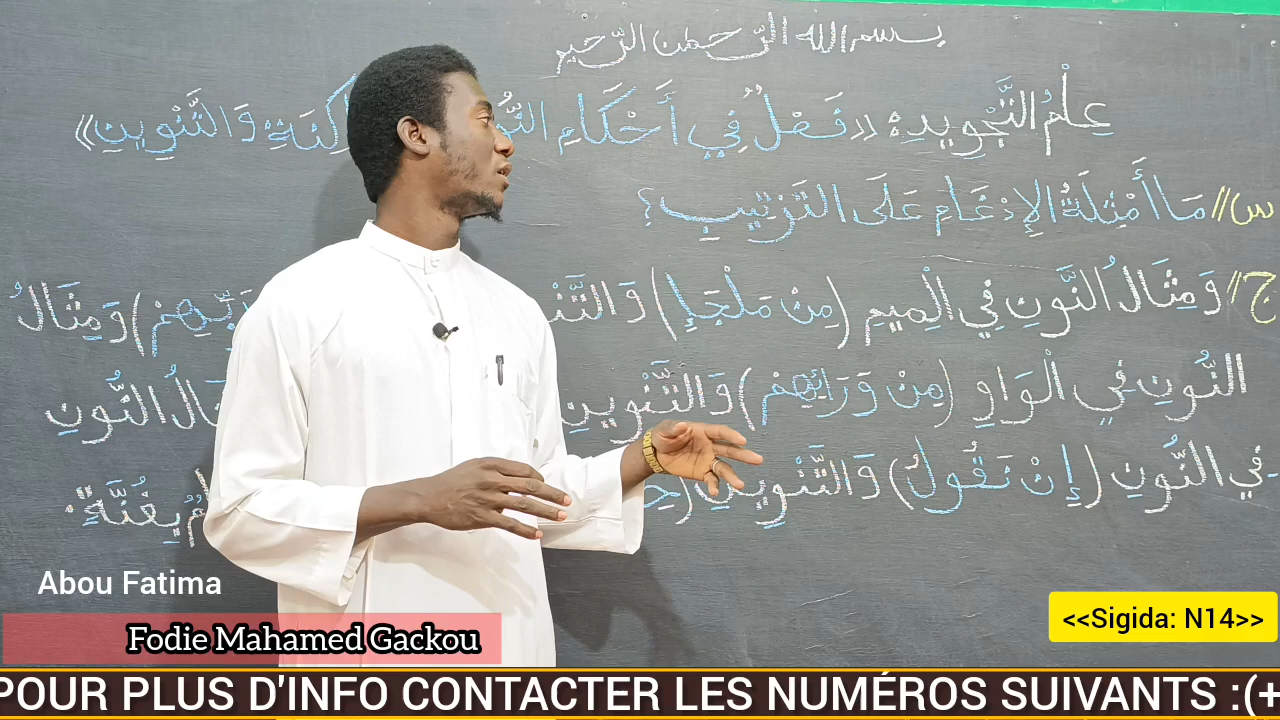 بسم الله الرحمن الرحيم
عِلْمُ التَّجْوِيدِ: «فَصْلٌ فِي أَحْكَامِ وَالتَّنْوِينِ»
س// مَا أَمْثِلَةُ الإِدْغَامِ عَلَى التَّرْتِيبِ؟
ج// وَمِثَالُ النُّونِ فِي الْمِيمِ (مِنْ مَلْجَإٍ) وَمِثَالُ
النُّونِ فِي الْوَاوِ (مِنْ وَرَائِهِمْ) وَالتَّنْوِينِ النُّونِ
فِي النُّونِ (إِنْ نَقُولُ) وَالتَّنْوِينِ بِغُنَّةٍ.
Abou Fatima
Fodie Mahamed Gackou
<<Sigida: N14>>
POUR PLUS D'INFO CONTACTER LES NUMÉROS SUIVANTS :(+